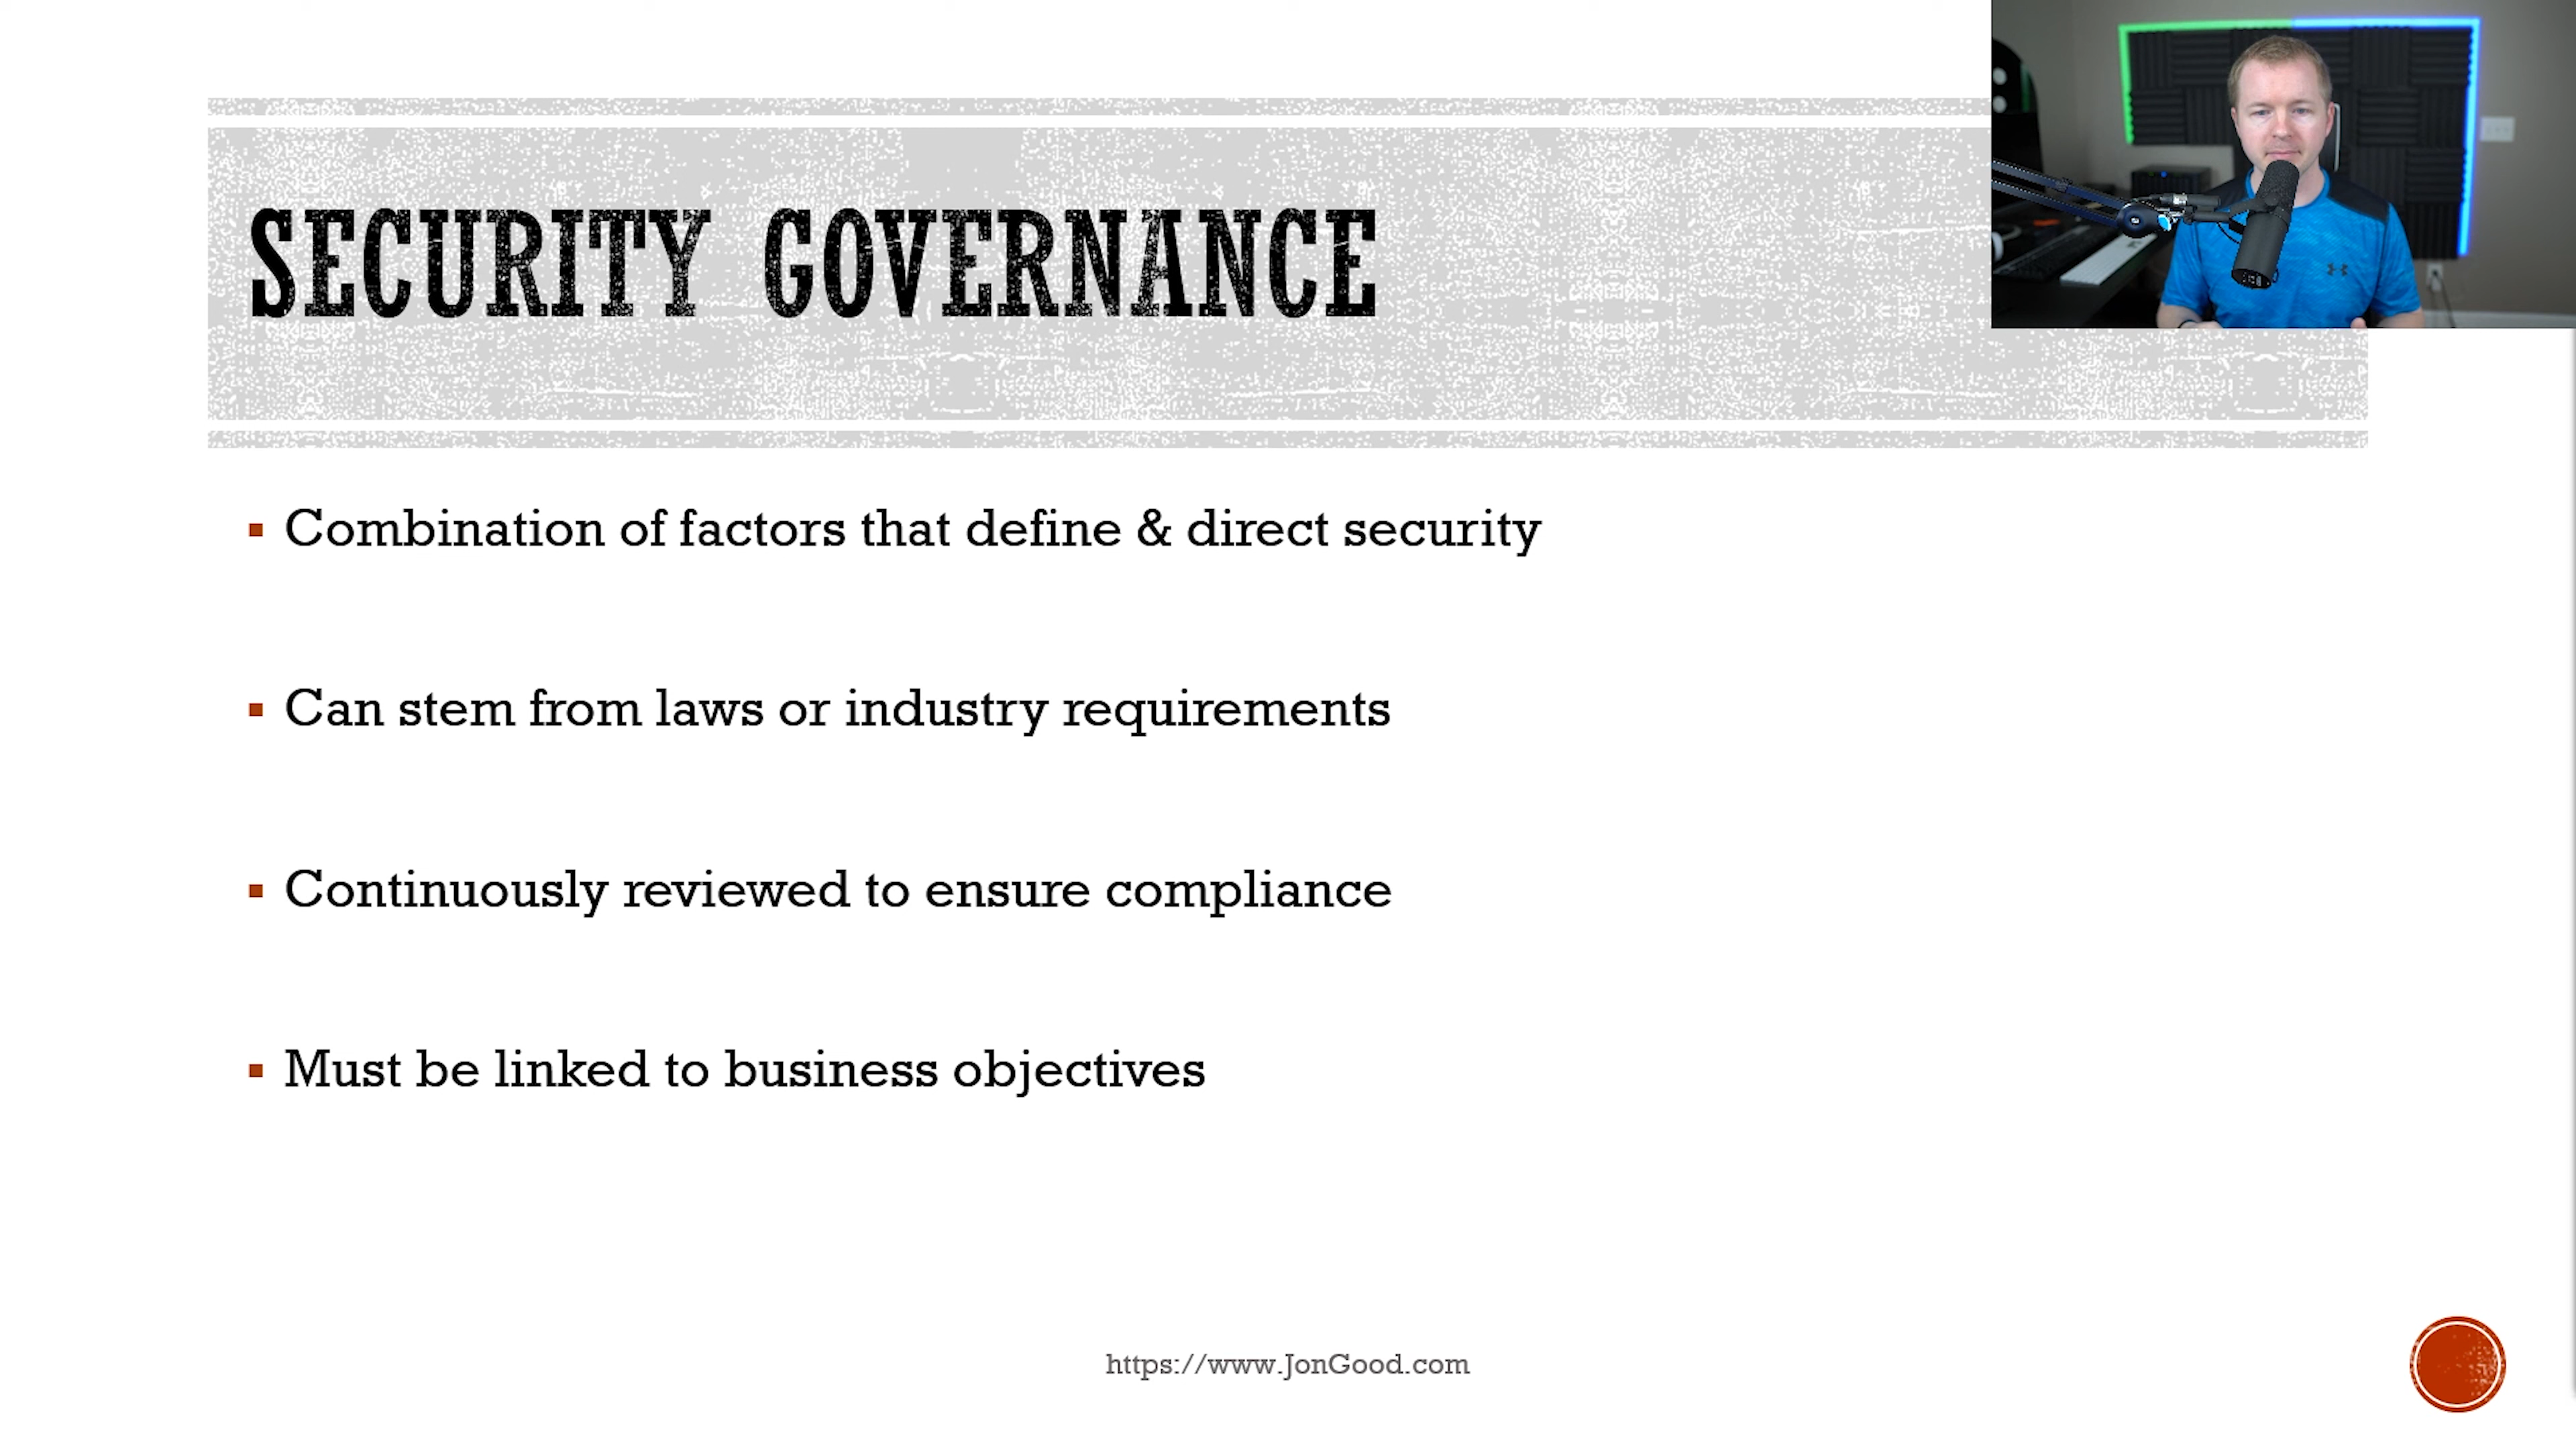 SECURITY GOVERNANCE
Combination of factors that define & direct security
Can stem from laws or industry requirements
Continuously reviewed to ensure compliance
Must be linked to business objectives
https://www.JonGood.com